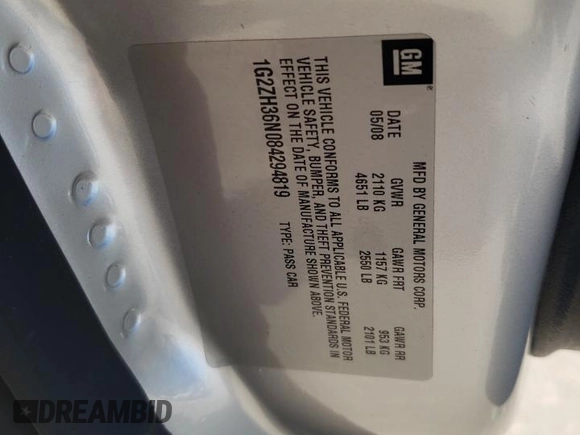 GM
MFD BY GENERAL MOTORS CORP.
DATE GVWR GAWR FRT GAWR RR
05/08 2110 KG 1157 KG 953 KG
4651 LB 2550 LB 2101 LB
THIS VEHICLE CONFORMS TO ALL APPLICABLE U.S. FEDERAL MOTOR
VEHICLE SAFETY, BUMPER, AND THEFT PREVENTION STANDARDS IN
EFFECT ON THE DATE OF MANUFACTURE SHOWN ABOVE.
1G2ZH36N084294819 TYPE: PASS CAR
DREAMBID